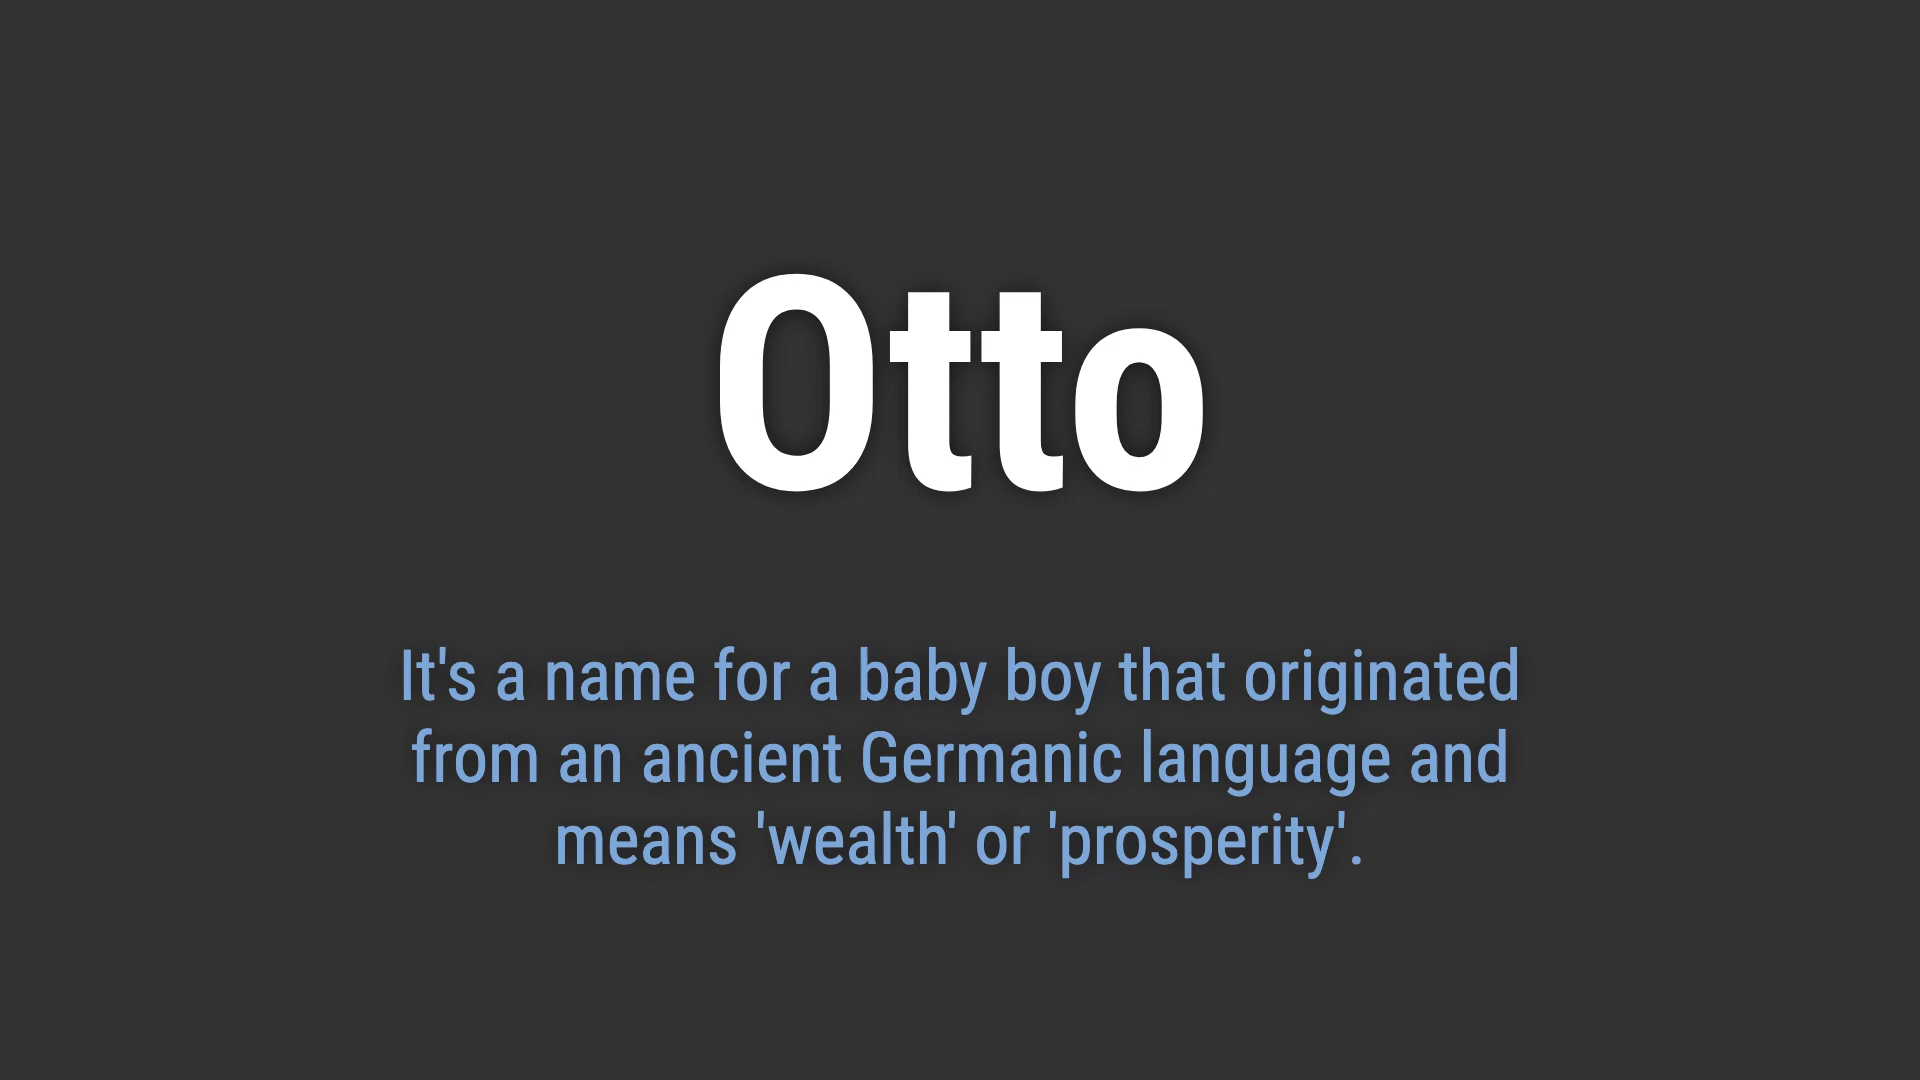 Otto
It's a name for a baby boy that originated
from an ancient Germanic language and
means 'wealth' or 'prosperity'.